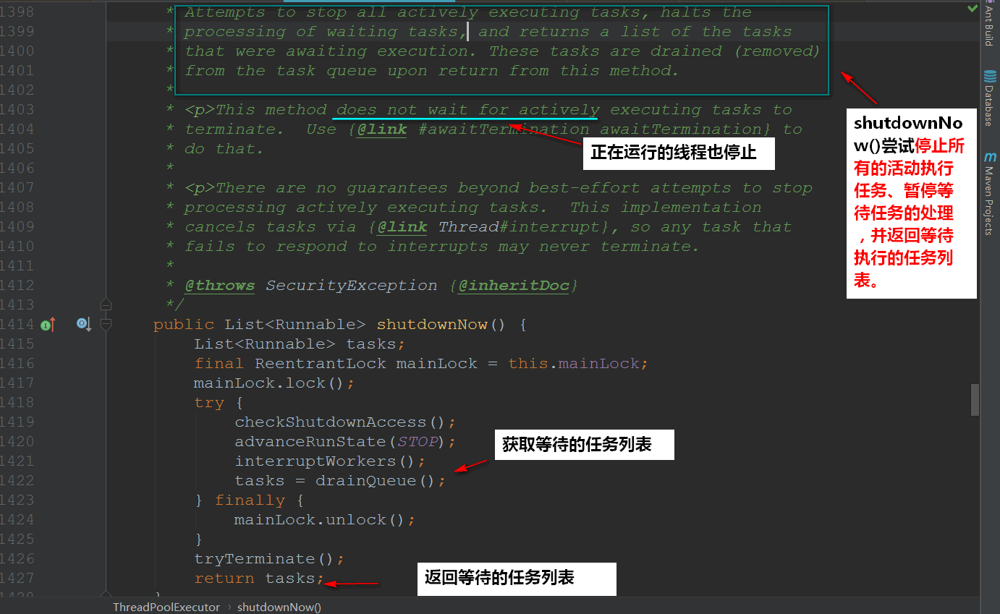 1398 * Attempts to stop all actively executing tasks, halts the
1399 * processing of waiting tasks, and returns a list of the tasks
1400 * that were awaiting execution. These tasks are drained (removed)
1401 * from the task queue upon return from this method.
1402 *
1403 * <p>This method does not wait for actively executing tasks to
1404 * terminate.  Use {@link #awaitTermination awaitTermination} to
1405 * do that.
1406 *
1407 * <p>There are no guarantees beyond best-effort attempts to stop
1408 * processing actively executing tasks.  This implementation
1409 * cancels tasks via {@link Thread#interrupt}, so any task that
1410 * fails to respond to interrupts may never terminate.
1411 *
1412 * @throws SecurityException {@inheritDoc}
1413 */
1414 public List<Runnable> shutdownNow() {
1415 List<Runnable> tasks;
1416 final ReentrantLock mainLock = this.mainLock;
1417 mainLock.lock();
1418 try {
1419 checkShutdownAccess();
1420 advanceRunState(STOP);
1421 interruptWorkers();
1422 tasks = drainQueue();
1423 } finally {
1424 mainLock.unlock();
1425 }
1426 tryTerminate();
1427 return tasks;
1428 }
正在运行的线程也停止
获取等待的任务列表
返回等待的任务列表
shutdownNo
w()尝试停止所
有的活动执行
任务、暂停等
待任务的处理
，并返回等待
执行的任务列
表。
Ant Build
Database
m Maven Projects
ThreadPoolExecutor › shutdownNow()